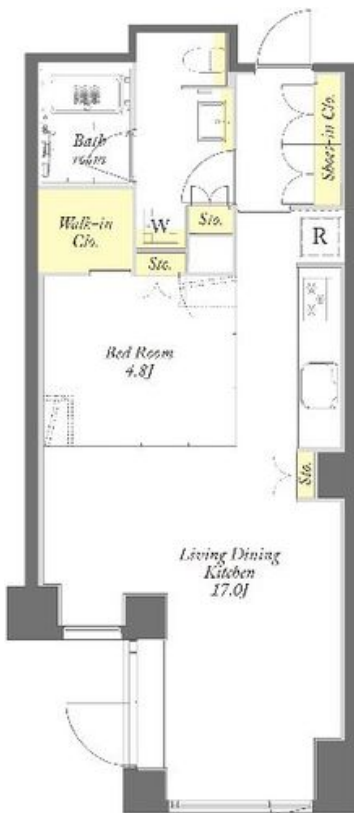 Bath
room
Shoes-in Clo.
Walk-in
Clo.
W
Sto.
R
Sto.
Bed Room
4.8J
Sto.
Living Dining
Kitchen
17.0J